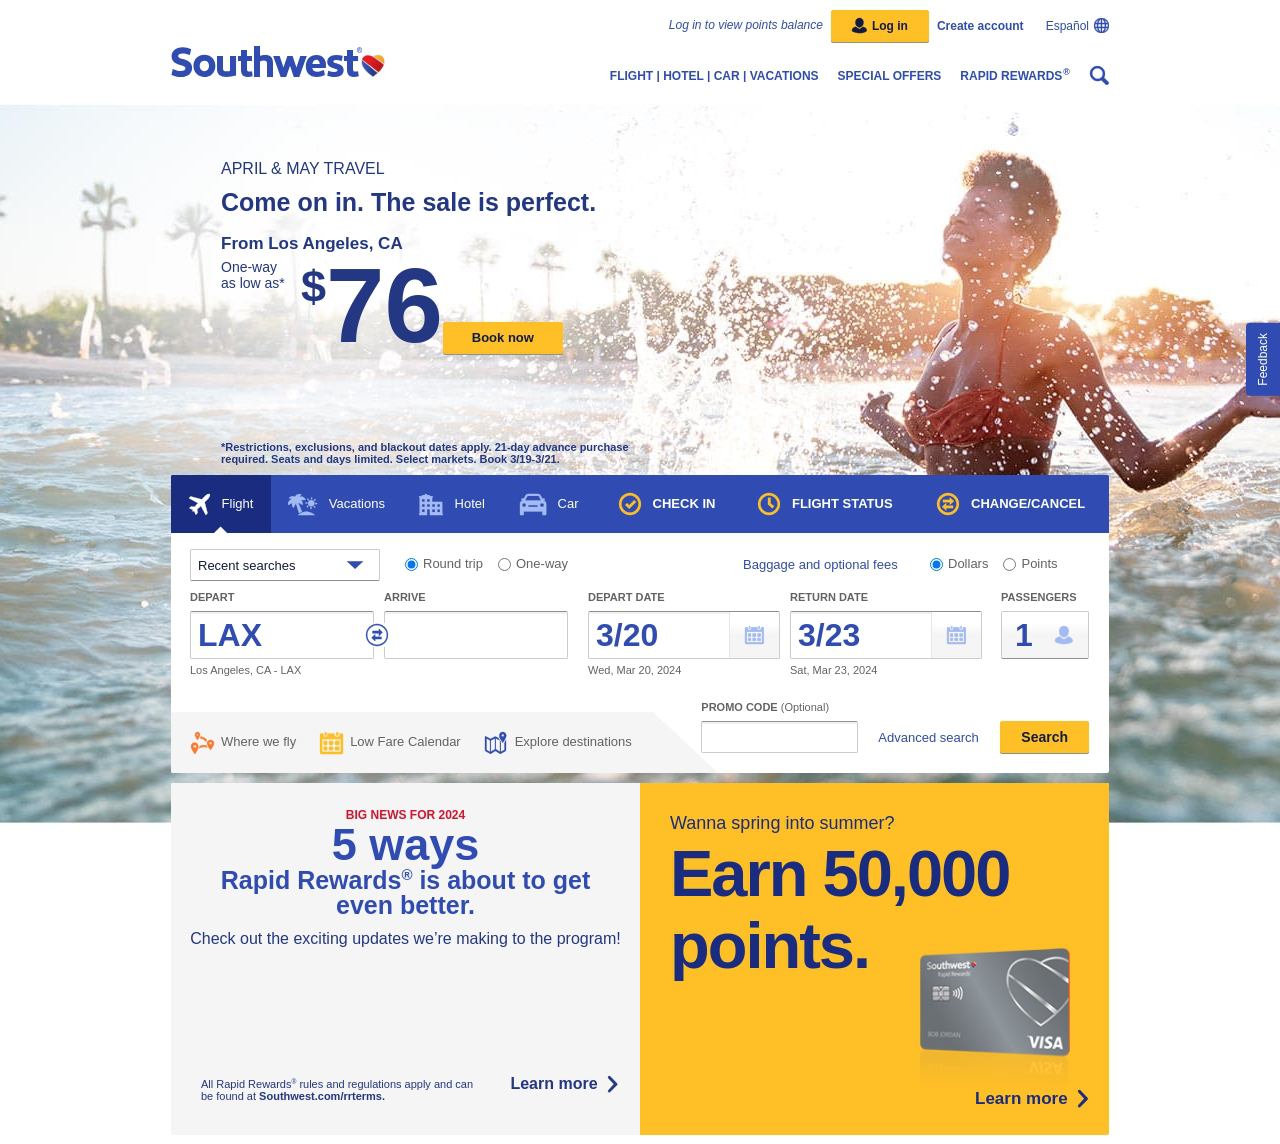 Log in to view points balance
Log in
Create account
Español
Southwest®
FLIGHT | HOTEL | CAR | VACATIONS
SPECIAL OFFERS
RAPID REWARDS®
APRIL & MAY TRAVEL
Come on in. The sale is perfect.
From Los Angeles, CA
One-way
as low as*
$76
Book now
Feedback
*Restrictions, exclusions, and blackout dates apply. 21-day advance purchase
required. Seats and days limited. Select markets. Book 3/19-3/21.
Flight
Vacations
Hotel
Car
CHECK IN
FLIGHT STATUS
CHANGE/CANCEL
Recent searches
Round trip
One-way
Baggage and optional fees
Dollars
Points
DEPART
ARRIVE
DEPART DATE
RETURN DATE
PASSENGERS
LAX
3/20
3/23
1
Los Angeles, CA - LAX
Wed, Mar 20, 2024
Sat, Mar 23, 2024
PROMO CODE (Optional)
Where we fly
Low Fare Calendar
Explore destinations
Advanced search
Search
BIG NEWS FOR 2024
5 ways
Rapid Rewards® is about to get
even better.
Check out the exciting updates we’re making to the program!
All Rapid Rewards® rules and regulations apply and can
be found at Southwest.com/rrterms.
Learn more
Wanna spring into summer?
Earn 50,000
points.
Southwest
Rapid Rewards
BOB JORDAN
VISA
Learn more